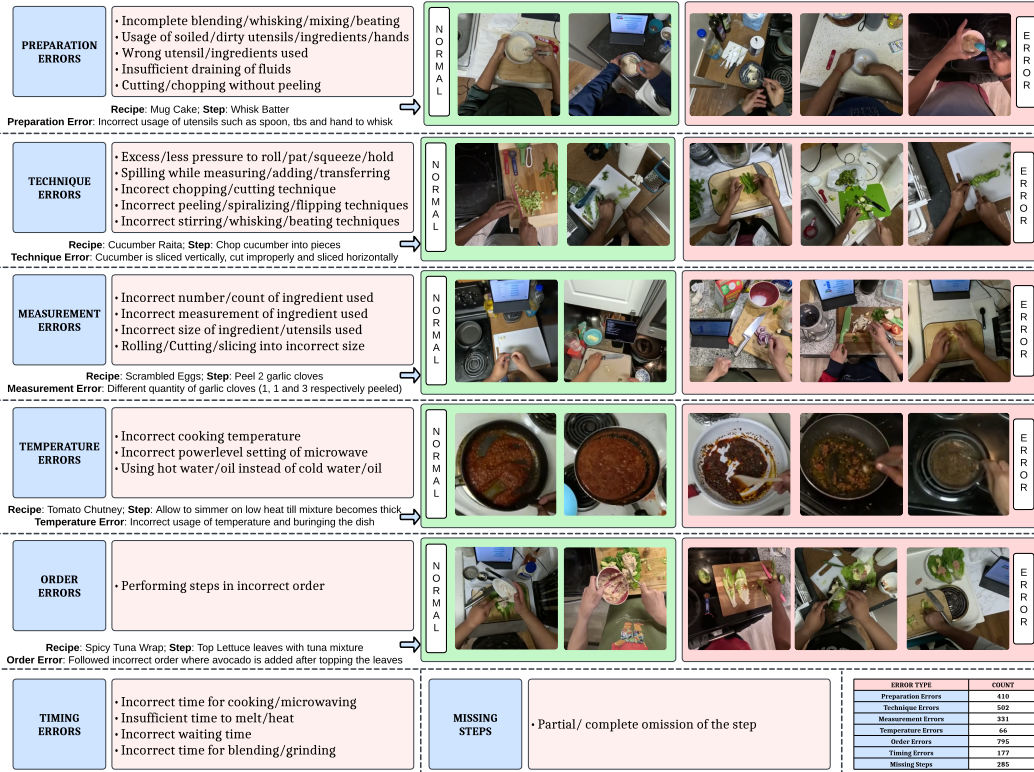 PREPARATION
ERRORS
• Incomplete blending/whisking/mixing/beating
• Usage of soiled/dirty utensils/ingredients/hands
• Wrong utensil/ingredients used
• Insufficient draining of fluids
• Cutting/chopping without peeling
Recipe: Mug Cake; Step: Whisk Batter
Preparation Error: Incorrect usage of utensils such as spoon, tbs and hand to whisk
NORMAL
ERROR
TECHNIQUE
ERRORS
• Excess/less pressure to roll/pat/squeeze/hold
• Spilling while measuring/adding/transferring
• Incorect chopping/cutting technique
• Incorrect peeling/spiralizing/flipping techniques
• Incorrect stirring/whisking/beating techniques
Recipe: Cucumber Raita; Step: Chop cucumber into pieces
Technique Error: Cucumber is sliced vertically, cut improperly and sliced horizontally
NORMAL
ERROR
MEASUREMENT
ERRORS
• Incorrect number/count of ingredient used
• Incorrect measurement of ingredient used
• Incorrect size of ingredient/utensils used
• Rolling/Cutting/slicing into incorrect size
Recipe: Scrambled Eggs; Step: Peel 2 garlic cloves
Measurement Error: Different quantity of garlic cloves (1, 1 and 3 respectively peeled)
NORMAL
ERROR
TEMPERATURE
ERRORS
• Incorrect cooking temperature
• Incorrect powerlevel setting of microwave
• Using hot water/oil instead of cold water/oil
Recipe: Tomato Chutney; Step: Allow to simmer on low heat till mixture becomes thick
Temperature Error: Incorrect usage of temperature and buringing the dish
NORMAL
ERROR
ORDER
ERRORS
• Performing steps in incorrect order
Recipe: Spicy Tuna Wrap; Step: Top Lettuce leaves with tuna mixture
Order Error: Followed incorrect order where avocado is added after topping the leaves
NORMAL
ERROR
TIMING
ERRORS
• Incorrect time for cooking/microwaving
• Insufficient time to melt/heat
• Incorrect waiting time
• Incorrect time for blending/grinding
MISSING
STEPS
• Partial/ complete omission of the step
ERROR TYPE COUNT
Preparation Errors 410
Technique Errors 502
Measurement Errors 331
Temperature Errors 66
Order Errors 795
Timing Errors 177
Missing Steps 285